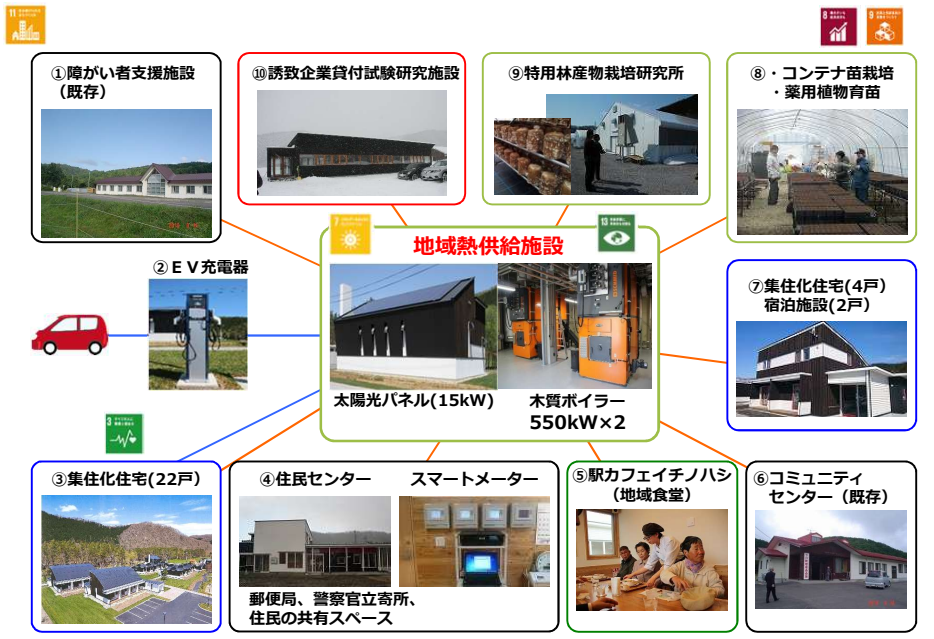 11
8
9
①障がい者支援施設
（既存）
⑩誘致企業貸付試験研究施設
⑨特用林産物栽培研究所
⑧・コンテナ苗栽培
・薬用植物育苗
7
13
地域熱供給施設
②ＥＶ充電器
太陽光パネル(15kW)
木質ボイラー
550kW×2
⑦集住化住宅(4戸）
宿泊施設(2戸）
3
③集住化住宅(22戸）
④住民センター
スマートメーター
郵便局、警察官立寄所、
住民の共有スペース
⑤駅カフェイチノハシ
（地域食堂）
⑥コミュニティ
センター（既存）